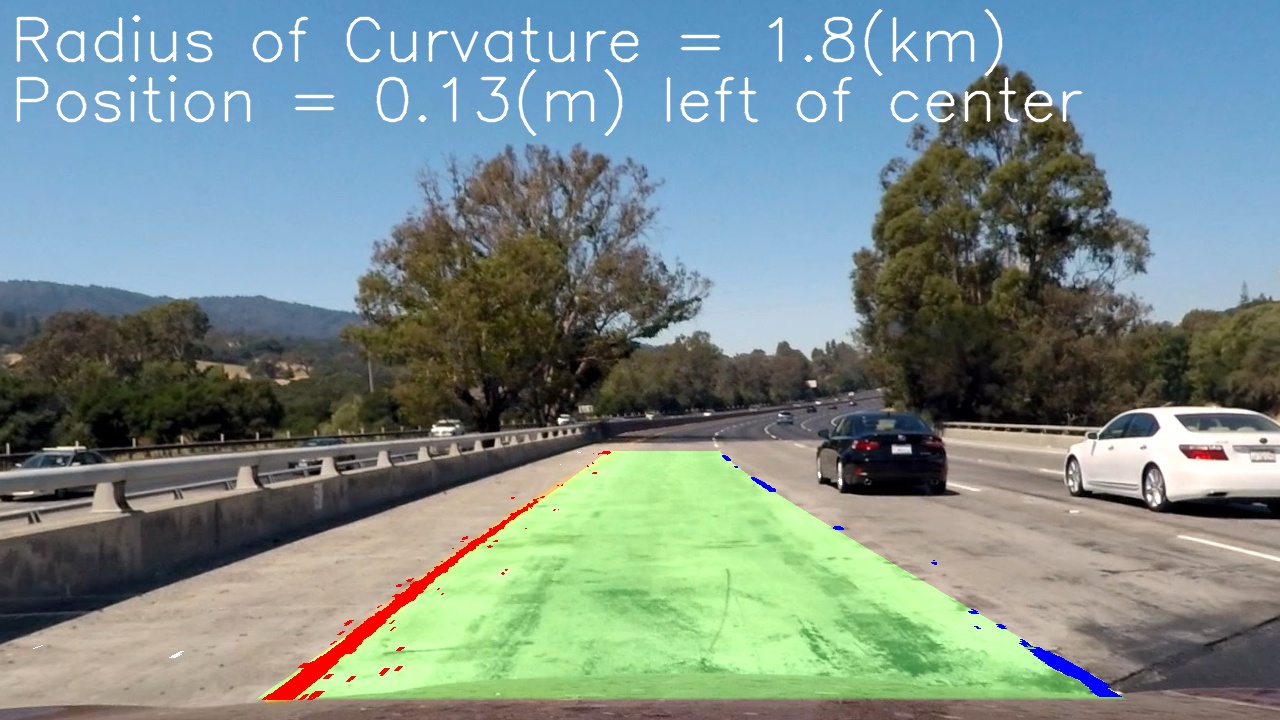 Radius of Curvature = 1.8(km)
Position = 0.13(m) left of center